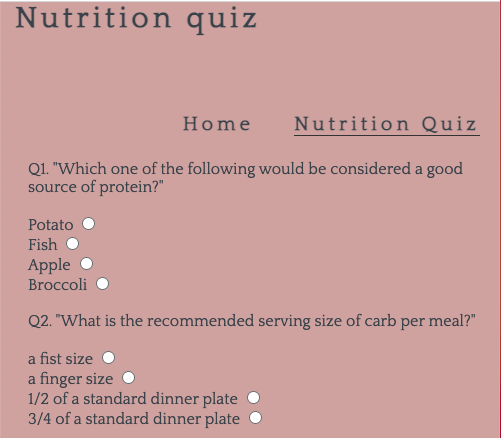 Nutrition quiz
Home Nutrition Quiz
Q1. "Which one of the following would be considered a good
source of protein?"
Potato
Fish
Apple
Broccoli
Q2. "What is the recommended serving size of carb per meal?"
a fist size
a finger size
1/2 of a standard dinner plate
3/4 of a standard dinner plate